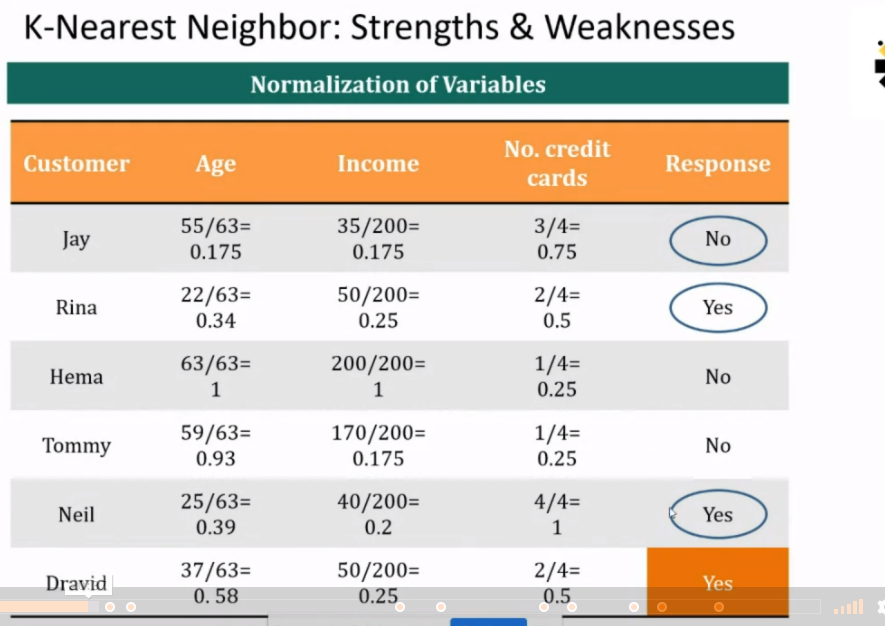 K-Nearest Neighbor: Strengths & Weaknesses
Normalization of Variables
Customer Age Income No. credit cards Response
Jay 55/63= 0.175 35/200= 0.175 3/4= 0.75 No
Rina 22/63= 0.34 50/200= 0.25 2/4= 0.5 Yes
Hema 63/63= 1 200/200= 1 1/4= 0.25 No
Tommy 59/63= 0.93 170/200= 0.175 1/4= 0.25 No
Neil 25/63= 0.39 40/200= 0.2 4/4= 1 Yes
Dravid 37/63= 0. 58 50/200= 0.25 2/4= 0.5 Yes